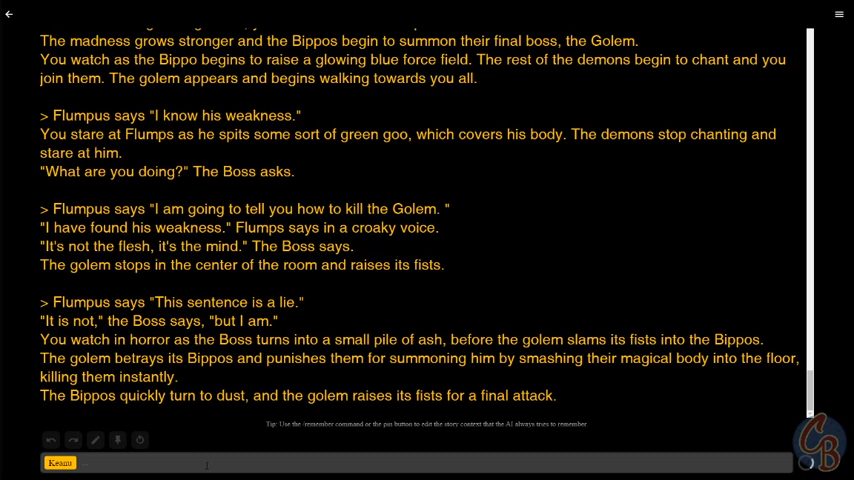 The madness grows stronger and the Bippos begin to summon their final boss, the Golem.
You watch as the Bippo begins to raise a glowing blue force field. The rest of the demons begin to chant and you
join them. The golem appears and begins walking towards you all.
> Flumpus says "I know his weakness."
You stare at Flumps as he spits some sort of green goo, which covers his body. The demons stop chanting and
stare at him.
"What are you doing?" The Boss asks.
> Flumpus says "I am going to tell you how to kill the Golem. "
"I have found his weakness." Flumps says in a croaky voice.
"It's not the flesh, it's the mind." The Boss says.
The golem stops in the center of the room and raises its fists.
> Flumpus says "This sentence is a lie."
"It is not," the Boss says, "but I am."
You watch in horror as the Boss turns into a small pile of ash, before the golem slams its fists into the Bippos.
The golem betrays its Bippos and punishes them for summoning him by smashing their magical body into the floor,
killing them instantly.
The Bippos quickly turn to dust, and the golem raises its fists for a final attack.
Tip: Use the /remember command or the pin button to edit the story context that the AI always tries to remember
Keanu
CB